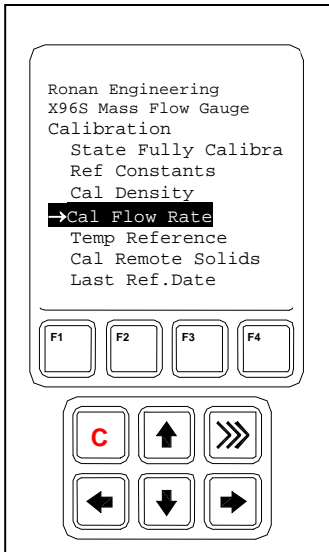 Ronan Engineering
X96S Mass Flow Gauge
Calibration
State Fully Calibra
Ref Constants
Cal Density
→Cal Flow Rate
Temp Reference
Cal Remote Solids
Last Ref.Date
F1 F2 F3 F4
C